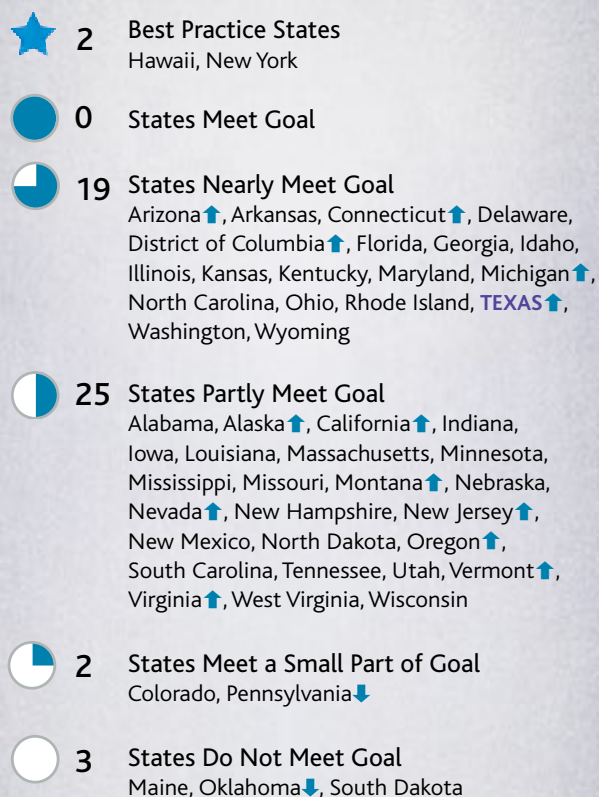 2 Best Practice States
Hawaii, New York
0 States Meet Goal
19 States Nearly Meet Goal
Arizona⬆, Arkansas, Connecticut⬆, Delaware,
District of Columbia⬆, Florida, Georgia, Idaho,
Illinois, Kansas, Kentucky, Maryland, Michigan⬆,
North Carolina, Ohio, Rhode Island, TEXAS⬆,
Washington, Wyoming
25 States Partly Meet Goal
Alabama, Alaska⬆, California⬆, Indiana,
Iowa, Louisiana, Massachusetts, Minnesota,
Mississippi, Missouri, Montana⬆, Nebraska,
Nevada⬆, New Hampshire, New Jersey⬆,
New Mexico, North Dakota, Oregon⬆,
South Carolina, Tennessee, Utah, Vermont⬆,
Virginia⬆, West Virginia, Wisconsin
2 States Meet a Small Part of Goal
Colorado, Pennsylvania⬇
3 States Do Not Meet Goal
Maine, Oklahoma⬇, South Dakota